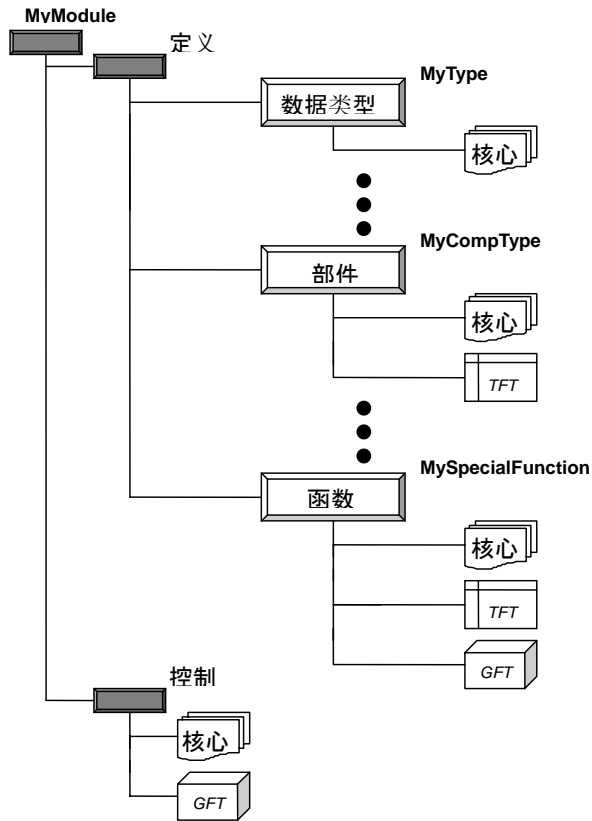 MyModule
定义
MyType
数据类型
核心
MyCompType
部件
核心
TFT
MySpecialFunction
函数
核心
TFT
GFT
控制
核心
GFT